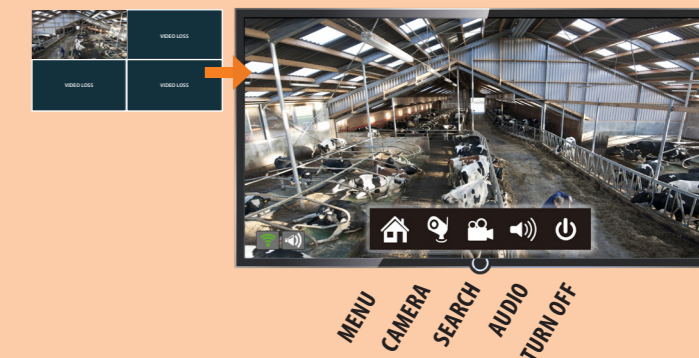 VIDEO LOSS
VIDEO LOSS
VIDEO LOSS
MENU
CAMERA
SEARCH
AUDIO
TURN OFF